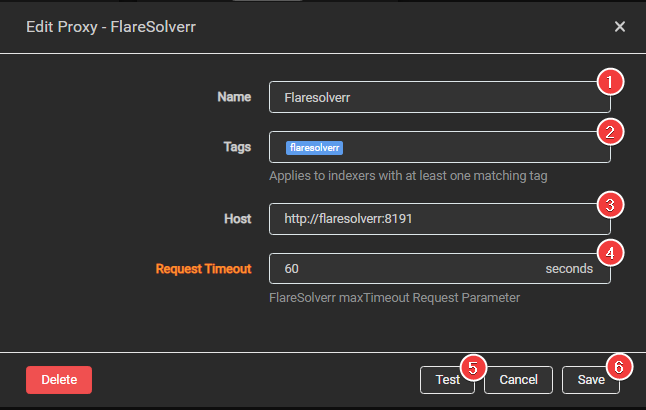 Edit Proxy - FlareSolverr ×
Name Flaresolverr 1
Tags flaresolverr 2
Applies to indexers with at least one matching tag
Host http://flaresolverr:8191 3
Request Timeout 60 seconds 4
FlareSolverr maxTimeout Request Parameter
Delete Test 5 Cancel Save 6